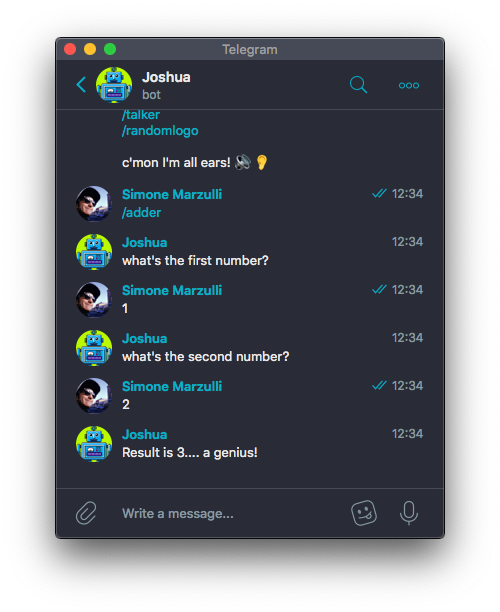 Telegram
Joshua
bot
/talker
/randomlogo
c'mon I'm all ears! 🔊👂
Simone Marzulli 12:34
/adder
Joshua 12:34
what's the first number?
Simone Marzulli 12:34
1
Joshua 12:34
what's the second number?
Simone Marzulli 12:34
2
Joshua 12:34
Result is 3.... a genius!
Write a message...